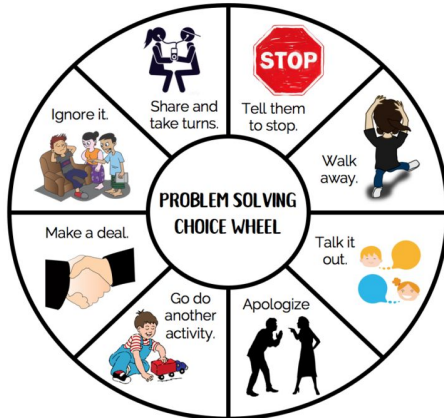 PROBLEM SOLVING
CHOICE WHEEL
STOP
Tell them
to stop.
Walk
away.
Talk it
out.
Apologize
Go do
another
activity.
Make a deal.
Ignore it.
Share and
take turns.